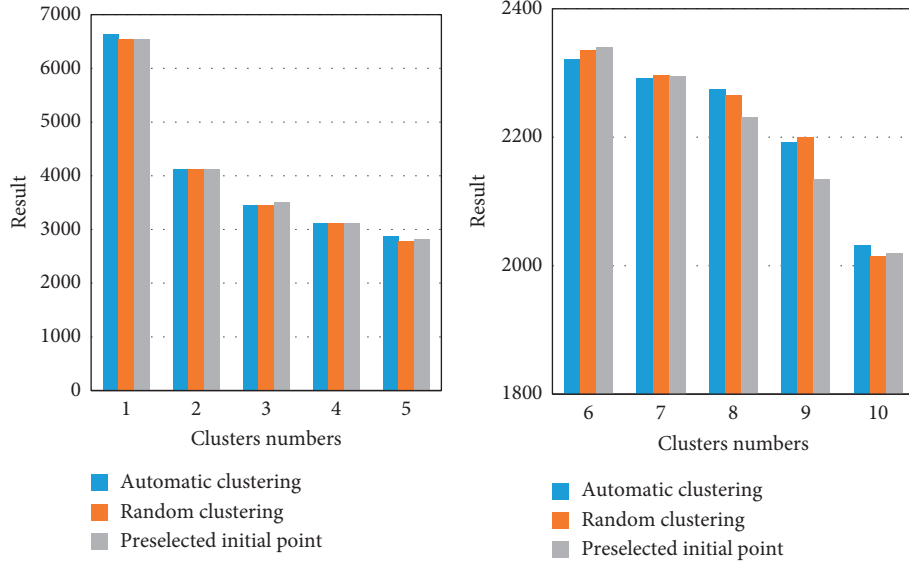 7000
6000
5000
4000
3000
2000
1000
0
Result
1 2 3 4 5
Clusters numbers
Automatic clustering
Random clustering
Preselected initial point
2400
2200
2000
1800
Result
6 7 8 9 10
Clusters numbers
Automatic clustering
Random clustering
Preselected initial point